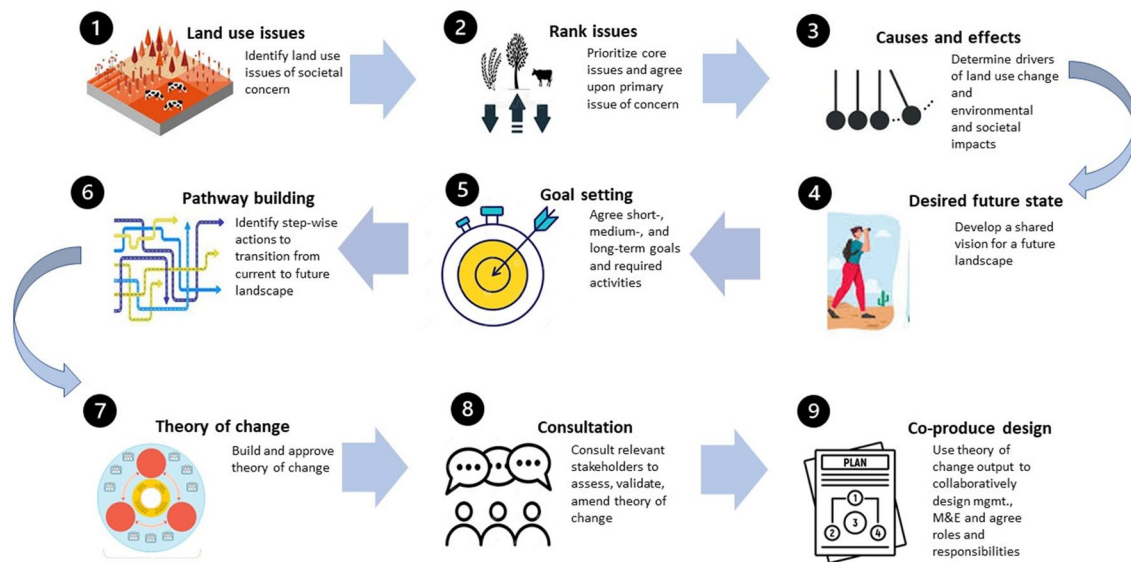 1
Land use issues
Identify land use
issues of societal
concern
2
Rank issues
Prioritize core
issues and agree
upon primary
issue of concern
3
Causes and effects
Determine drivers
of land use change
and
environmental
and societal
impacts
4
Desired future state
Develop a shared
vision for a future
landscape
5
Goal setting
Agree short-,
medium-, and
long-term goals
and required
activities
6
Pathway building
Identify step-wise
actions to
transition from
current to future
landscape
7
Theory of change
Build and approve
theory of change
8
Consultation
Consult relevant
stakeholders to
assess, validate,
amend theory of
change
9
Co-produce design
Use theory of
change output to
collaboratively
design mgmt.,
M&E and agree
roles and
responsibilities
PLAN
1
2
3
4